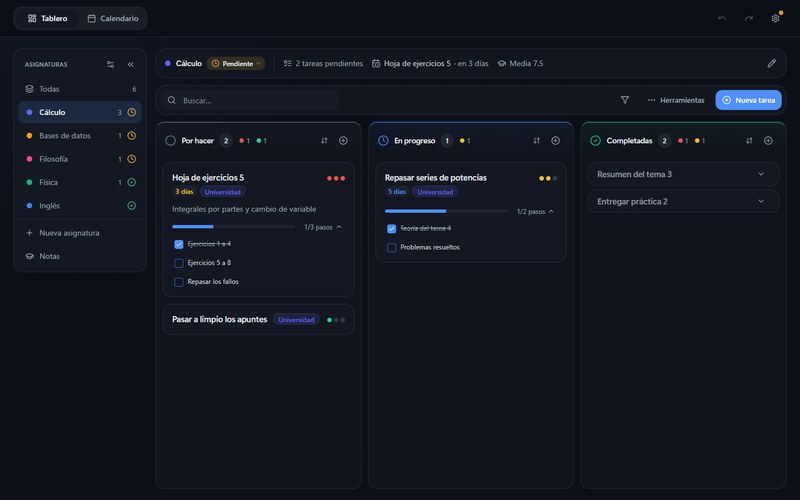 Tablero
Calendario
ASIGNATURAS
Todas 6
Cálculo 3
Bases de datos 1
Filosofía 1
Física 1
Inglés
Nueva asignatura
Notas
Cálculo Pendiente 2 tareas pendientes Hoja de ejercicios 5 · en 3 días Media 7,5
Buscar...
Herramientas
Nueva tarea
Por hacer 2 1 1
Hoja de ejercicios 5
3 días Universidad
Integrales por partes y cambio de variable
1/3 pasos
Ejercicios 1 a 4
Ejercicios 5 a 8
Repasar los fallos
Pasar a limpio los apuntes Universidad
En progreso 1 1
Repasar series de potencias
5 días Universidad
1/2 pasos
Teoría del tema 4
Problemas resueltos
Completadas 2 1 1
Resumen del tema 3
Entregar práctica 2